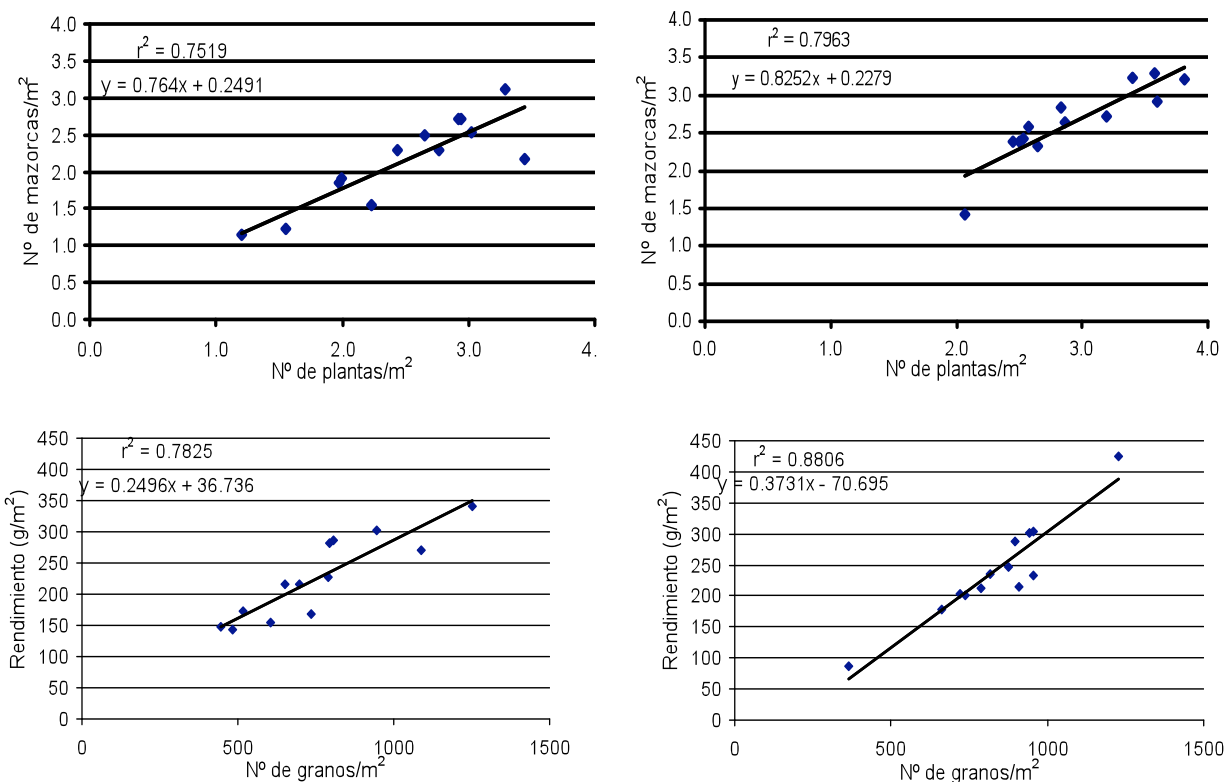 4.0
r² = 0.7519
3.5
y = 0.764x + 0.2491
3.0
2.5
2.0
1.5
1.0
0.5
0.0
Nº de mazorcas/m²
0.0 1.0 2.0 3.0 4.
Nº de plantas/m²
4.0
r² = 0.7963
3.5
y = 0.8252x + 0.2279
3.0
2.5
2.0
1.5
1.0
0.5
0.0
Nº de mazorcas/m²
0.0 1.0 2.0 3.0 4.0
Nº de plantas/m²
450
r² = 0.7825
400
y = 0.2496x + 36.736
350
300
250
200
150
100
50
0
Rendimiento (g/m²)
0 500 1000 1500
Nº de granos/m²
450
r² = 0.8806
400
y = 0.3731x - 70.695
350
300
250
200
150
100
50
0
Rendimiento (g/m²)
0 500 1000 1500
Nº de granos/m²